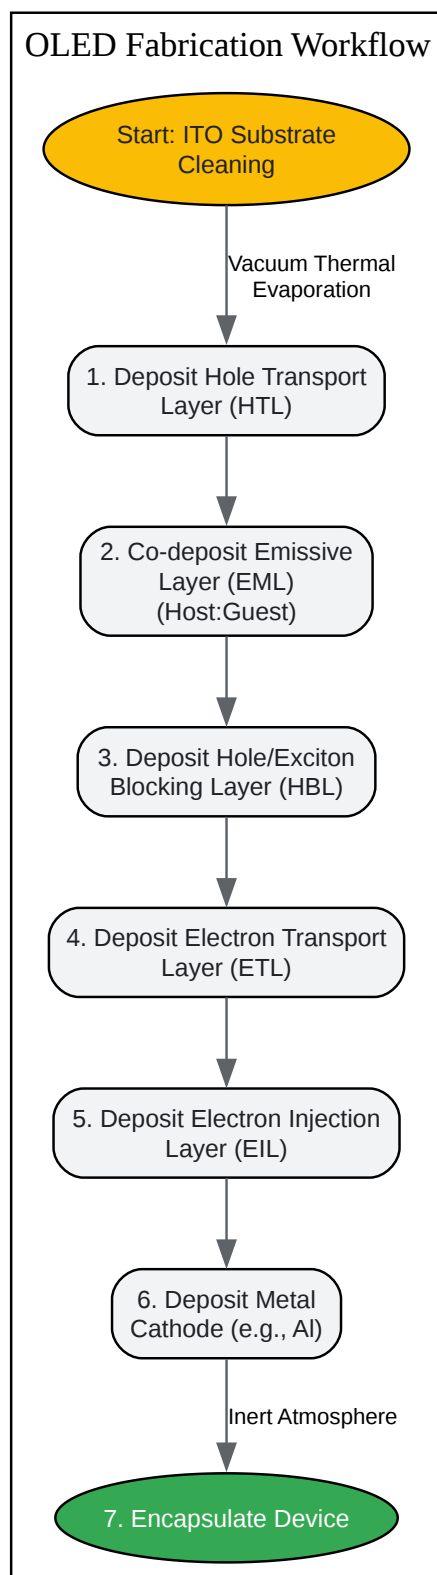 OLED Fabrication Workflow
Start: ITO Substrate
Cleaning
Vacuum Thermal
Evaporation
1. Deposit Hole Transport
Layer (HTL)
2. Co-deposit Emissive
Layer (EML)
(Host:Guest)
3. Deposit Hole/Exciton
Blocking Layer (HBL)
4. Deposit Electron Transport
Layer (ETL)
5. Deposit Electron Injection
Layer (EIL)
6. Deposit Metal
Cathode (e.g., Al)
Inert Atmosphere
7. Encapsulate Device